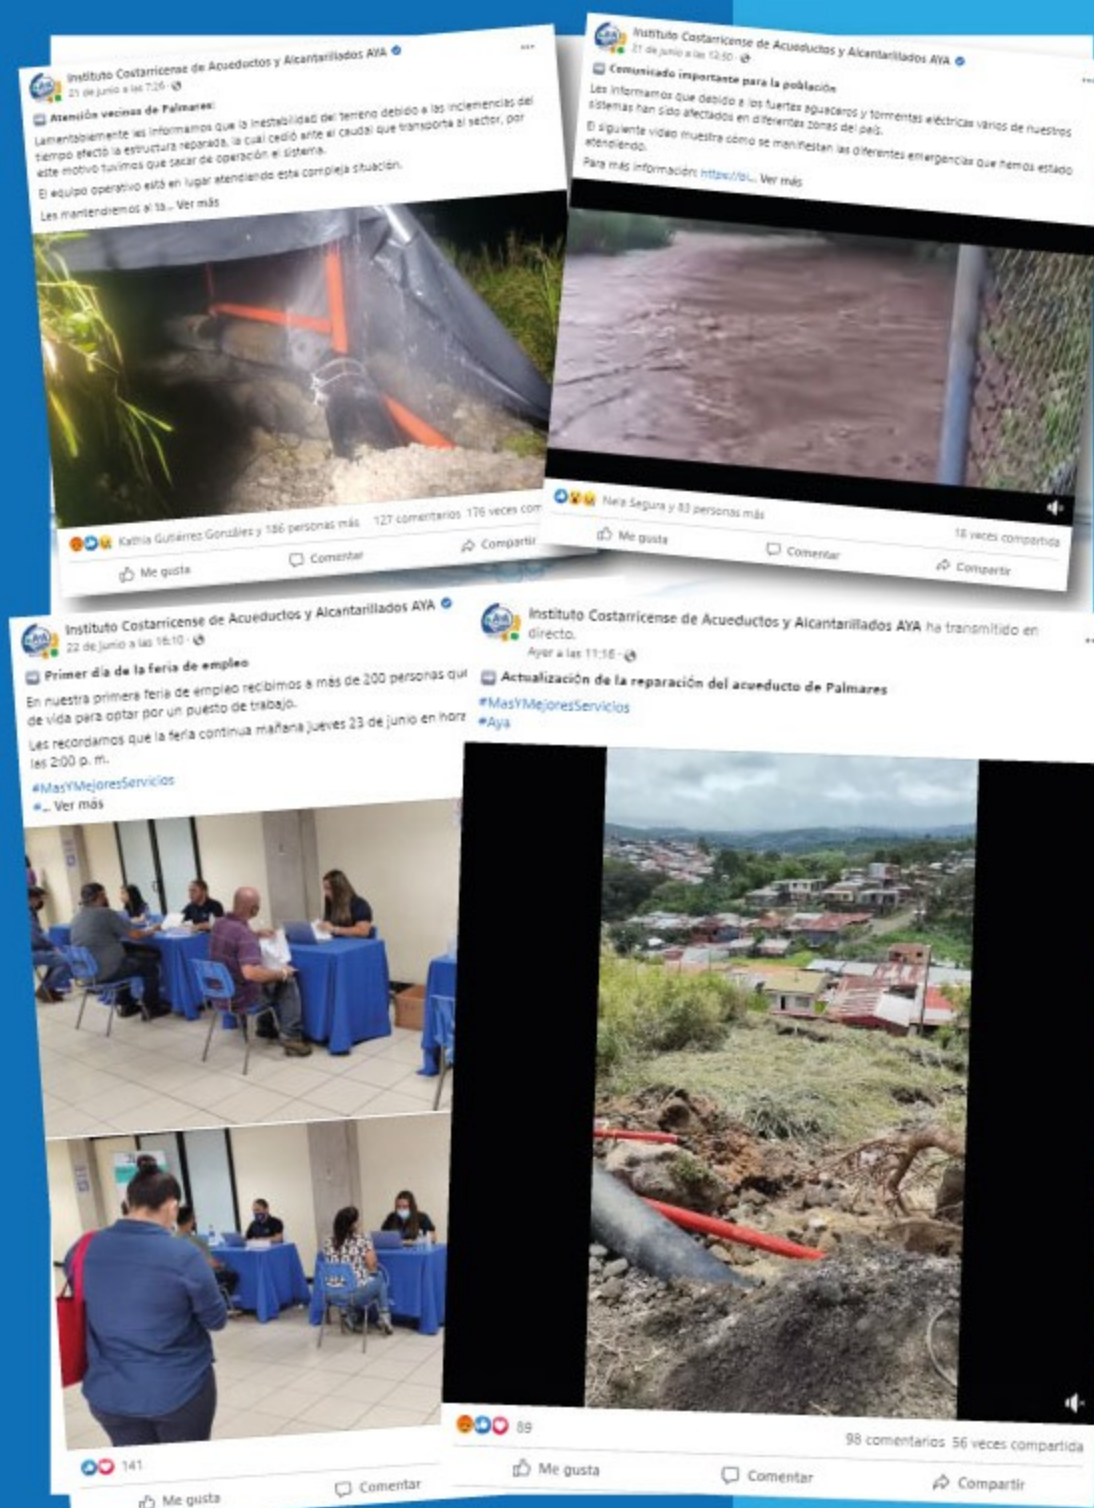 Instituto Costarricense de Acueductos y Alcantarillados AYA
21 de junio a las 7:26
Atención vecinos de Palmares:
Lamentablemente les informamos que la inestabilidad del terreno debido a las inclemencias del
tiempo afectó la estructura reparada, la cual cedió ante el caudal que transporta al sector, por
este motivo tuvimos que sacar de operación el sistema.
El equipo operativo está en lugar atendiendo esta compleja situación.
Les mantendremos al ta... Ver más
Kathia Gutiérrez Gonzáles y 186 personas más
127 comentarios 176 veces com
Me gusta
Comentar
Compartir
Instituto Costarricense de Acueductos y Alcantarillados AYA
21 de junio a las 12:50
Comunicado importante para la población
Les informamos que debido a los fuertes aguaceros y tormentas eléctricas varios de nuestros
sistemas han sido afectados en diferentes zonas del país.
El siguiente video muestra cómo se manifiestan las diferentes emergencias que hemos estado
atendiendo.
Para más información: https://bi... Ver más
Segura y 83 personas más
18 veces compartida
Me gusta
Comentar
Compartir
Instituto Costarricense de Acueductos y Alcantarillados AYA
22 de junio a las 16:10
Primer día de la feria de empleo
En nuestra primera feria de empleo recibimos a más de 200 personas que
de vida para optar por un puesto de trabajo.
Les recordamos que la feria continua mañana jueves 23 de junio en hora
las 2:00 p. m.
#MasYMejoresServicios
#... Ver más
141
Me gusta
Comentar
Instituto Costarricense de Acueductos y Alcantarillados AYA ha transmitido en
directo.
Ayer a las 11:16
Actualización de la reparación del acueducto de Palmares
#MasYMejoresServicios
#Aya
89
98 comentarios 56 veces compartida
Me gusta
Comentar
Compartir